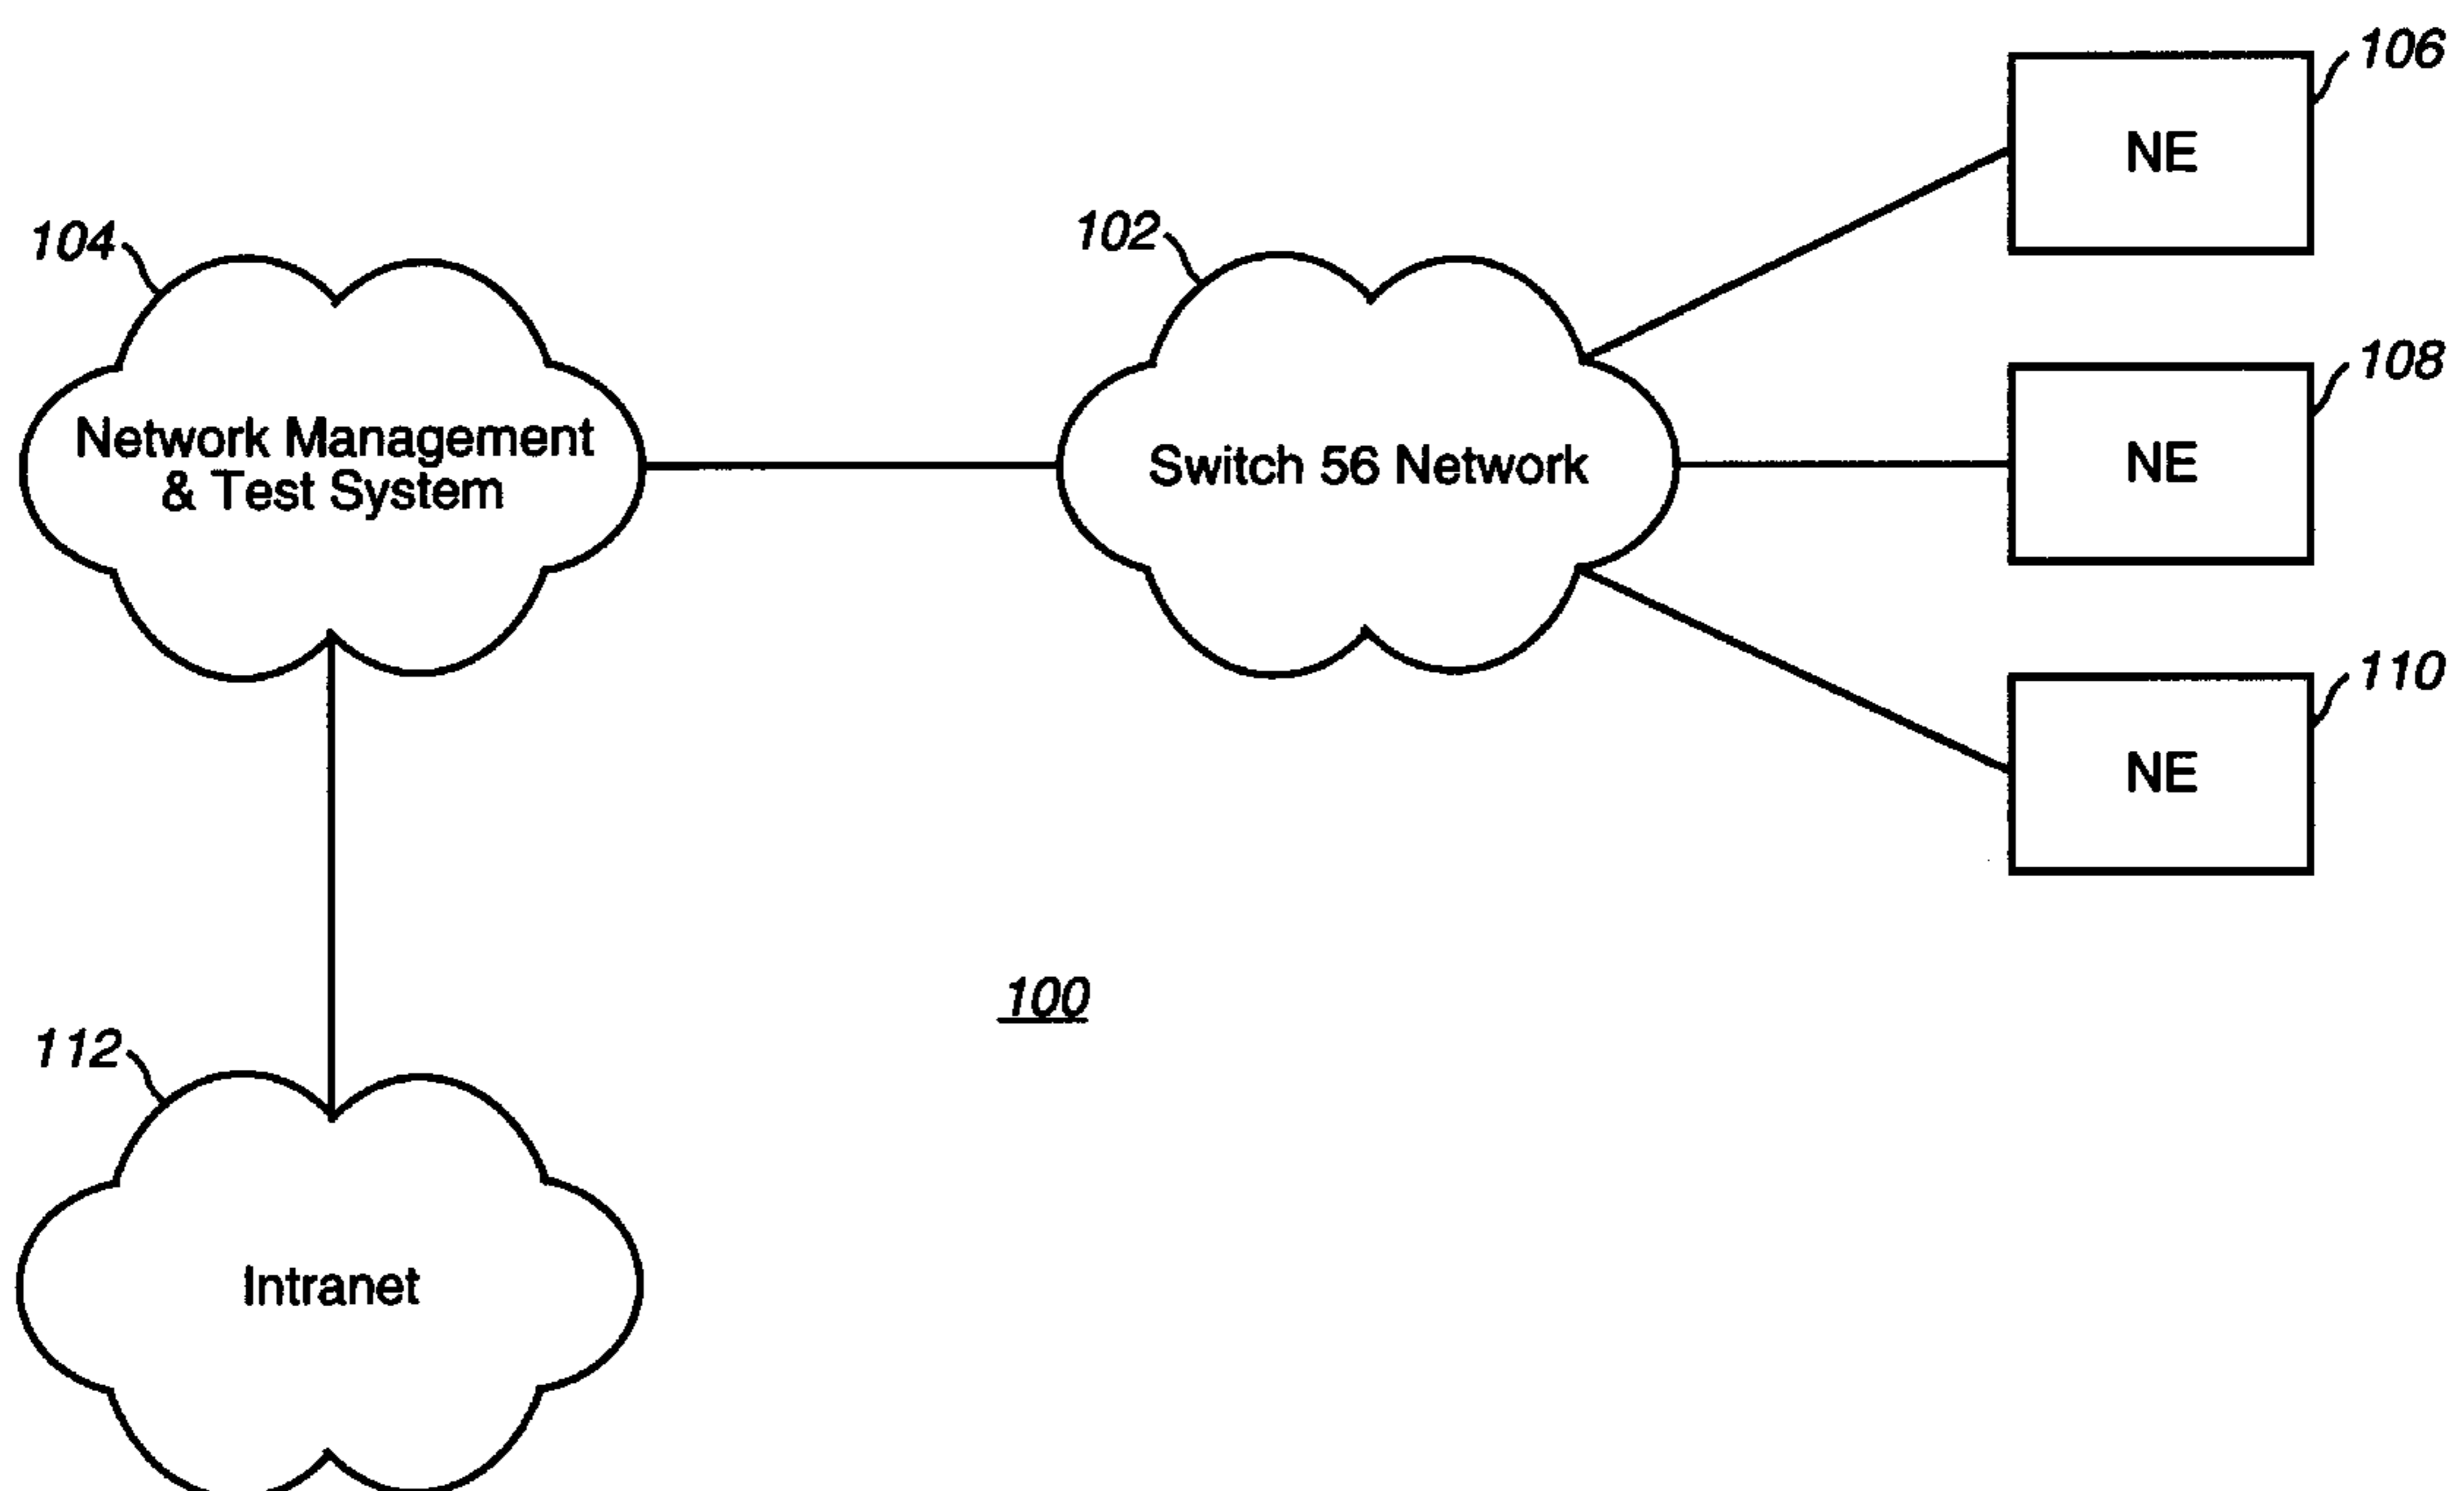 106
NE
104
102
108
Network Management
& Test System
Switch 56 Network
NE
110
NE
100
112
Intranet